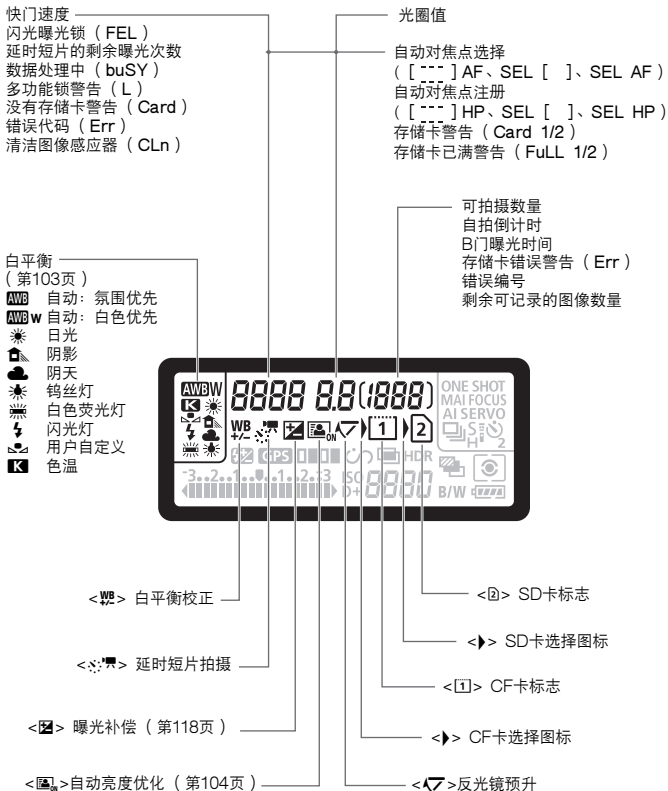 快门速度
闪光曝光锁（FEL）
延时短片的剩余曝光次数
数据处理中（buSY）
多功能锁警告（L）
没有存储卡警告（Card）
错误代码（Err）
清洁图像感应器（CLn）
光圈值
自动对焦点选择
（[ --- ] AF、SEL [ ]、SEL AF）
自动对焦点注册
（[ --- ] HP、SEL [ ]、SEL HP）
存储卡警告（Card 1/2）
存储卡已满警告（FuLL 1/2）
可拍摄数量
自拍倒计时
B门曝光时间
存储卡错误警告（Err）
错误编号
剩余可记录的图像数量
白平衡
（第103页）
AWB 自动：氛围优先
AWB w 自动：白色优先
日光
阴影
阴天
钨丝灯
白色荧光灯
闪光灯
用户自定义
K 色温
AWBW
K
8888 8.8(1888)
ONE SHOT
MAI FOCUS
AI SERVO
WB +/- ON 1 2
S H 2
GPS HDR
-3..2..1..0..1..2.:3
ISO
D+ 8880
B/W
<WB +/-> 白平衡校正
<2> SD卡标志
<> SD卡选择图标
<> 延时短片拍摄
<1> CF卡标志
<> 曝光补偿（第118页）
<> CF卡选择图标
<>自动亮度优化（第104页）
<>反光镜预升